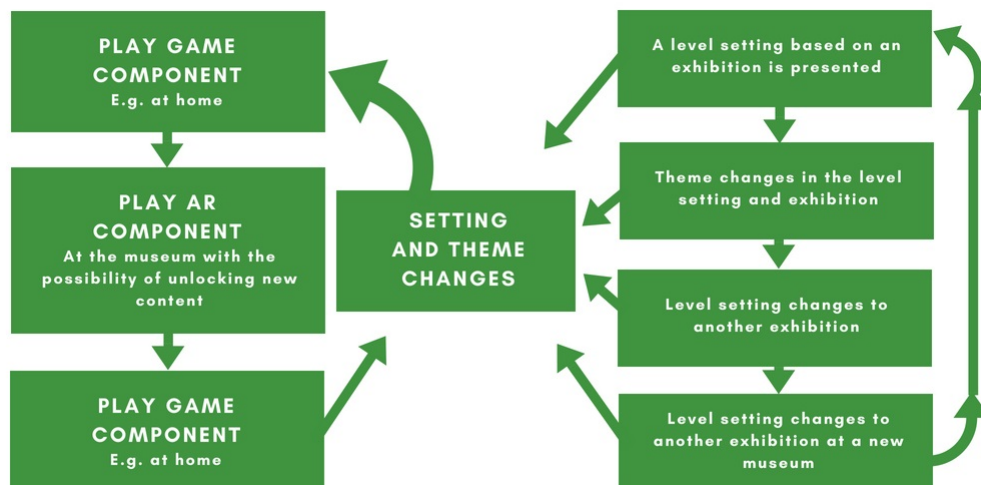 PLAY GAME
COMPONENT
E.g. at home
PLAY AR
COMPONENT
At the museum with the
possibility of unlocking new
content
PLAY GAME
COMPONENT
E.g. at home
SETTING
AND THEME
CHANGES
A level setting based on an
exhibition is presented
Theme changes in the level
setting and exhibition
Level setting changes to
another exhibition
Level setting changes to
another exhibition at a new
museum